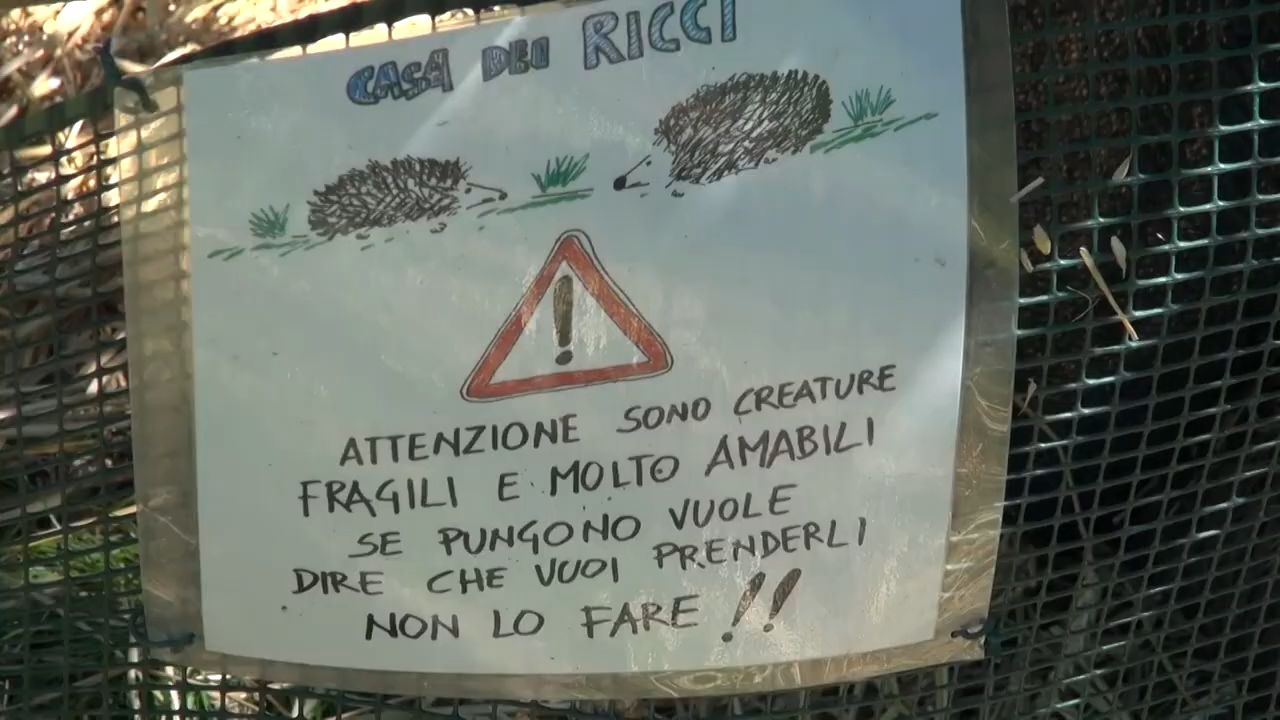 CASA DEI RICCI
ATTENZIONE SONO CREATURE
FRAGILI E MOLTO AMABILI
SE PUNGONO VUOLE
DIRE CHE VUOI PRENDERLI
NON LO FARE !!